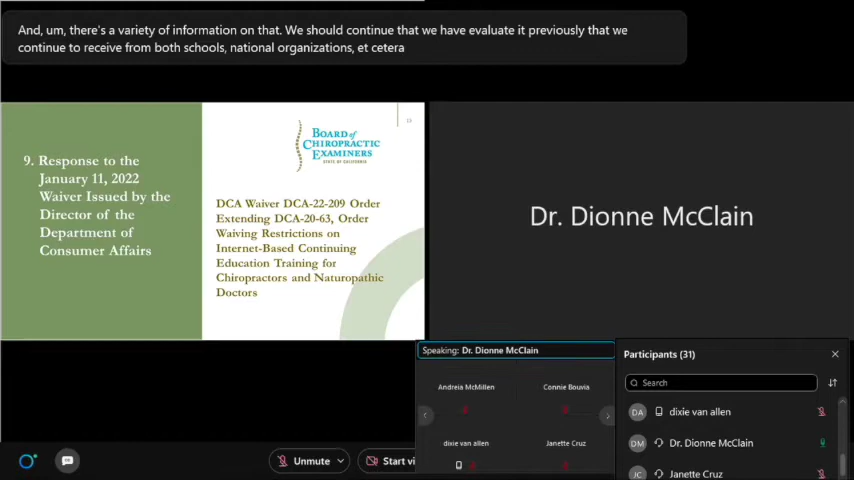 And, um, there's a variety of information on that. We should continue that we have evaluate it previously that we
continue to receive from both schools, national organizations, et cetera
9. Response to the
January 11, 2022
Waiver Issued by the
Director of the
Department of
Consumer Affairs
15
BOARD of
CHIROPRACTIC
EXAMINERS
STATE OF CALIFORNIA
DCA Waiver DCA-22-209 Order
Extending DCA-20-63, Order
Waiving Restrictions on
Internet-Based Continuing
Education Training for
Chiropractors and Naturopathic
Doctors
Dr. Dionne McClain
Speaking: Dr. Dionne McClain
Andreia McMillen
Connie Bouvia
dixie van allen
Janette Cruz
Participants (31)
Search
DA dixie van allen
DM Dr. Dionne McClain
JC Janette Cruz
Unmute
Start vi